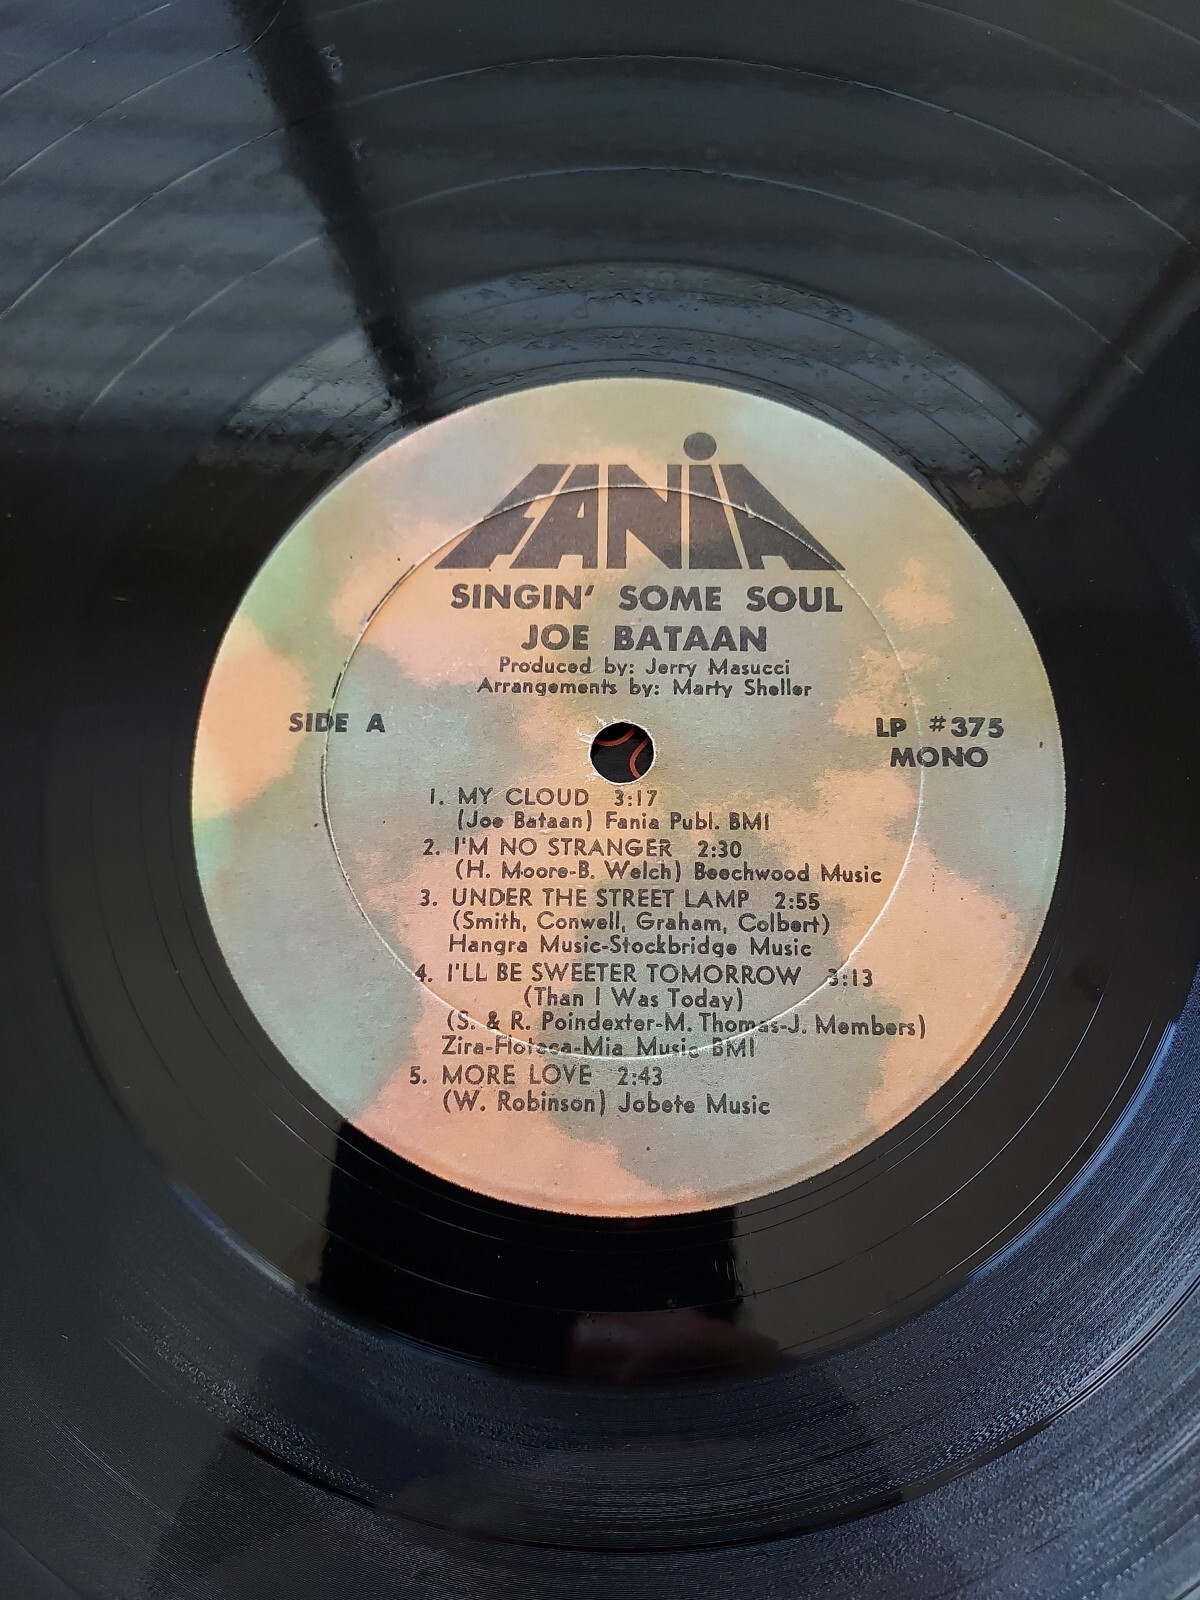 FANiA
SINGIN' SOME SOUL
JOE BATAAN
Produced by: Jerry Masucci
Arrangements by: Marty Sheller
SIDE A
LP #375
MONO
1. MY CLOUD 3:17
(Joe Bataan) Fania Publ. BMI
2. I'M NO STRANGER 2:30
(H. Moore-B. Welch) Beechwood Music
3. UNDER THE STREET LAMP 2:55
(Smith, Conwell, Graham, Colbert)
Hangra Music-Stockbridge Music
4. I'LL BE SWEETER TOMORROW 3:13
(Than I Was Today)
(S. & R. Poindexter-M. Thomas-J. Members)
Zira-Floteca-Mia Music BMI
5. MORE LOVE 2:43
(W. Robinson) Jobete Music